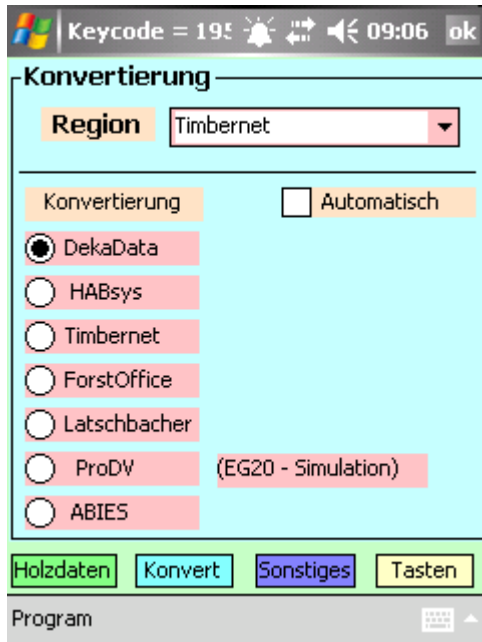 Keycode = 195 09:06 ok
Konvertierung
Region Timbernet
Konvertierung Automatisch
DekaData
HABsys
Timbernet
ForstOffice
Latschbacher
ProDV (EG20 - Simulation)
ABIES
Holzdaten Konvert Sonstiges Tasten
Program